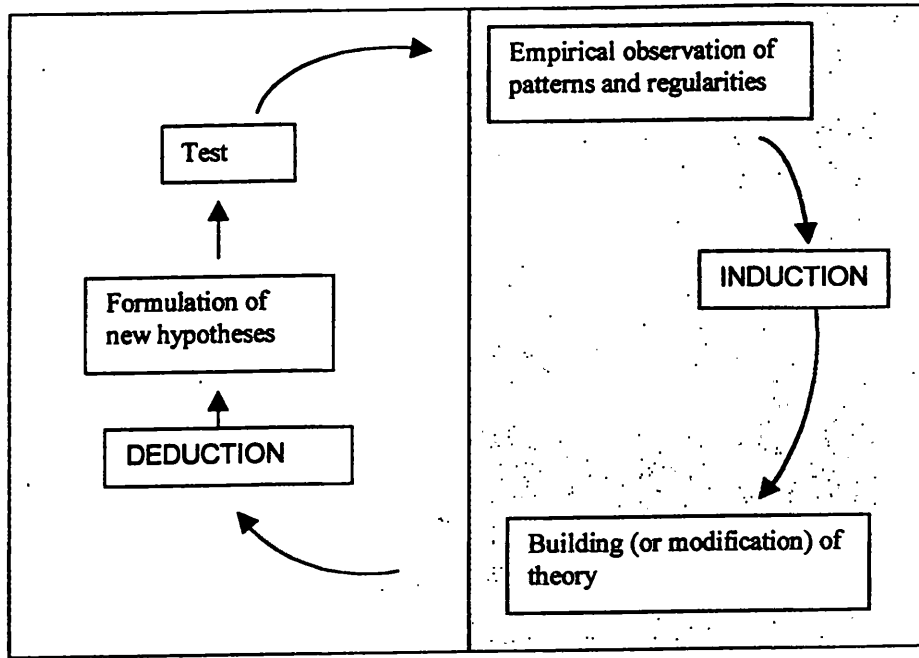 Empirical observation of
patterns and regularities
Test
INDUCTION
Formulation of
new hypotheses
DEDUCTION
Building (or modification) of
theory